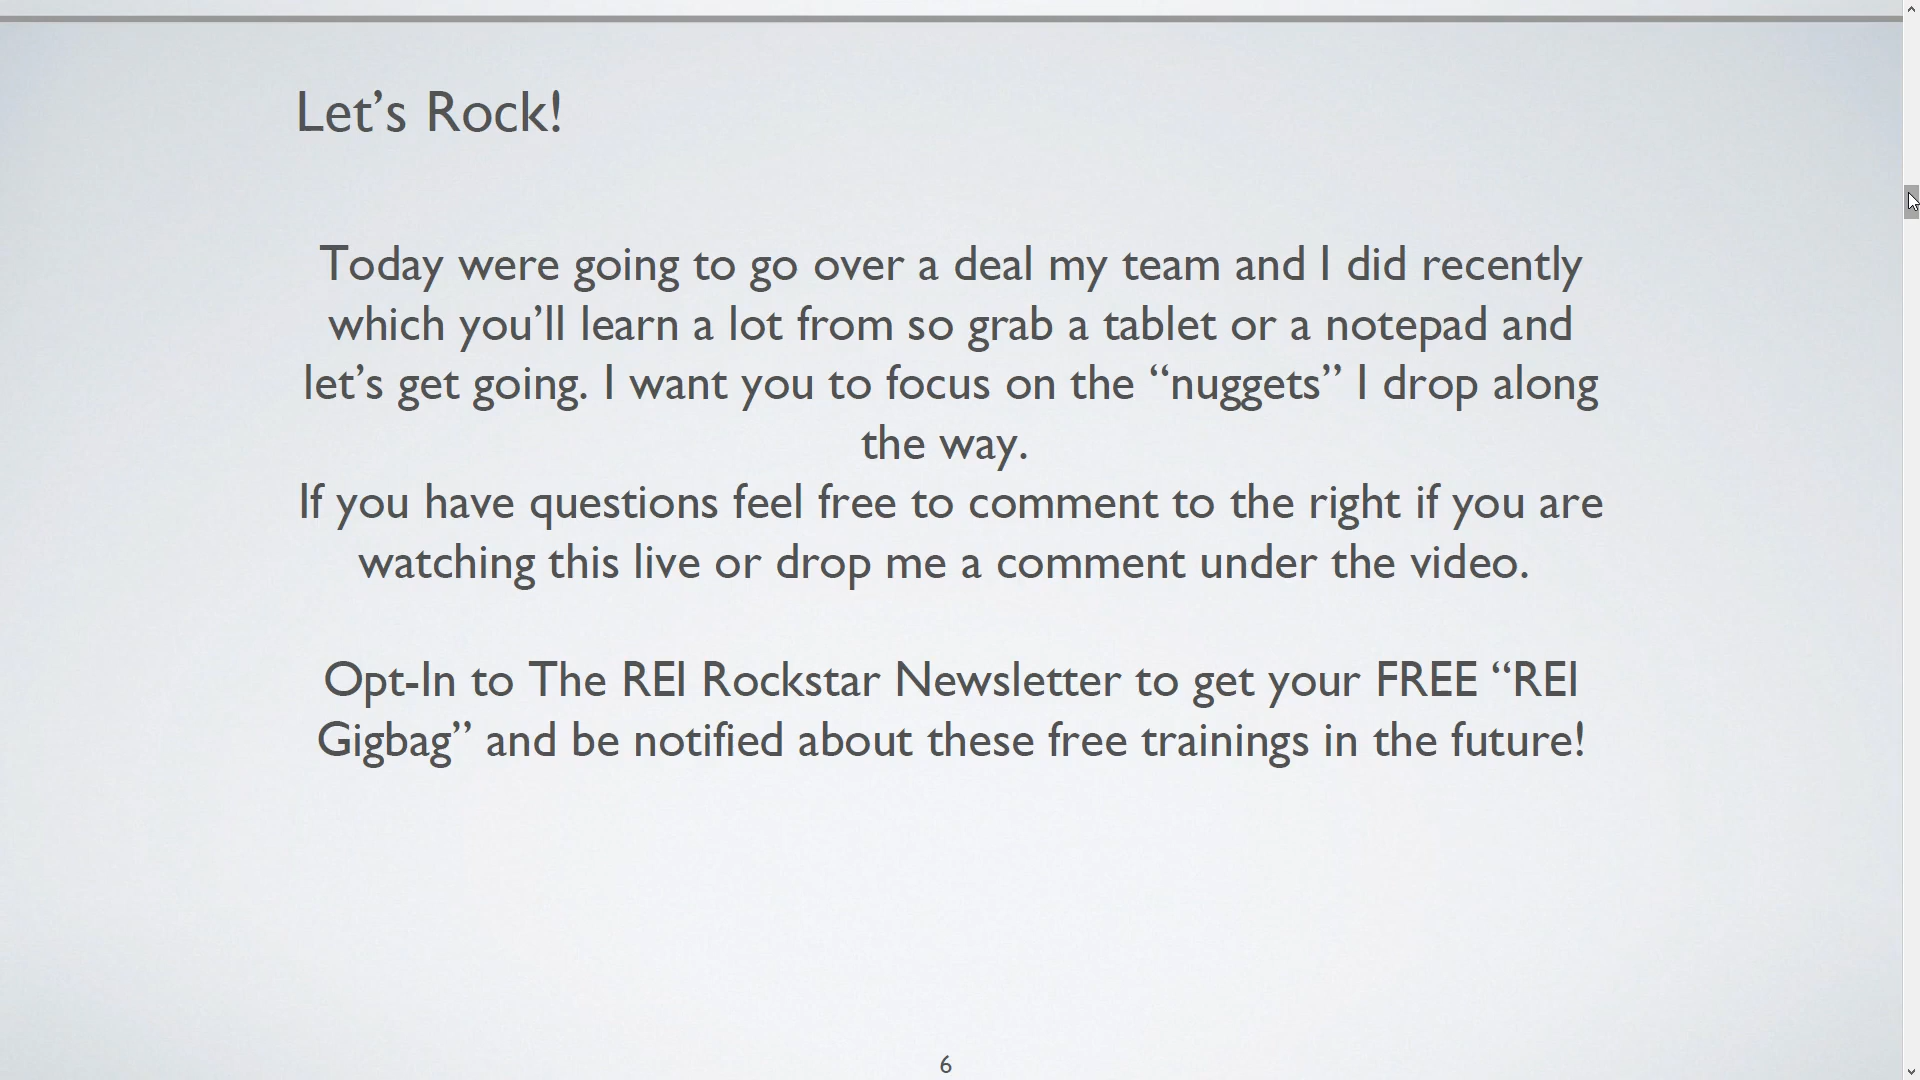 Let’s Rock!
Today were going to go over a deal my team and I did recently
which you’ll learn a lot from so grab a tablet or a notepad and
let’s get going. I want you to focus on the “nuggets” I drop along
the way.
If you have questions feel free to comment to the right if you are
watching this live or drop me a comment under the video.
Opt-In to The REI Rockstar Newsletter to get your FREE “REI
Gigbag” and be notified about these free trainings in the future!
6